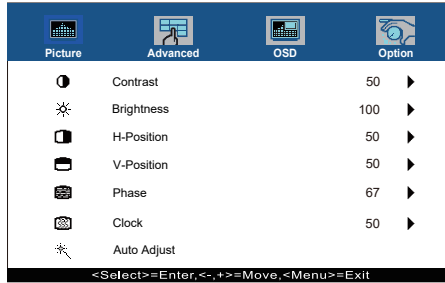 Picture Advanced OSD Option
Contrast 50
Brightness 100
H-Position 50
V-Position 50
Phase 67
Clock 50
Auto Adjust
<Select>=Enter,<-,+>=Move,<Menu>=Exit